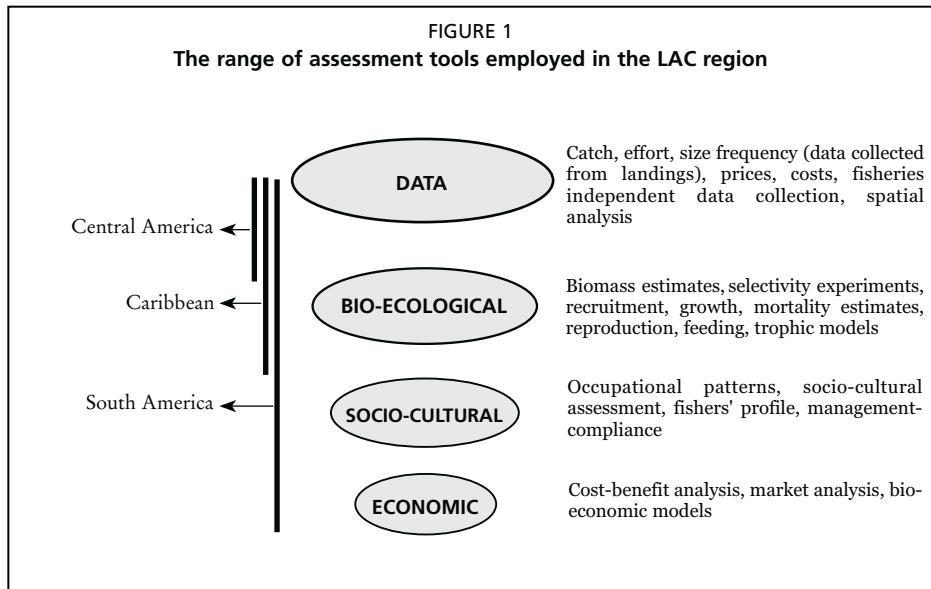 FIGURE 1
The range of assessment tools employed in the LAC region
DATA
Catch, effort, size frequency (data collected
from landings), prices, costs, fisheries
independent data collection, spatial
analysis
Central America
Caribbean
South America
BIO-ECOLOGICAL
Biomass estimates, selectivity experiments,
recruitment, growth, mortality estimates,
reproduction, feeding, trophic models
SOCIO-CULTURAL
Occupational patterns, socio-cultural
assessment, fishers' profile, management-
compliance
ECONOMIC
Cost-benefit analysis, market analysis, bio-
economic models